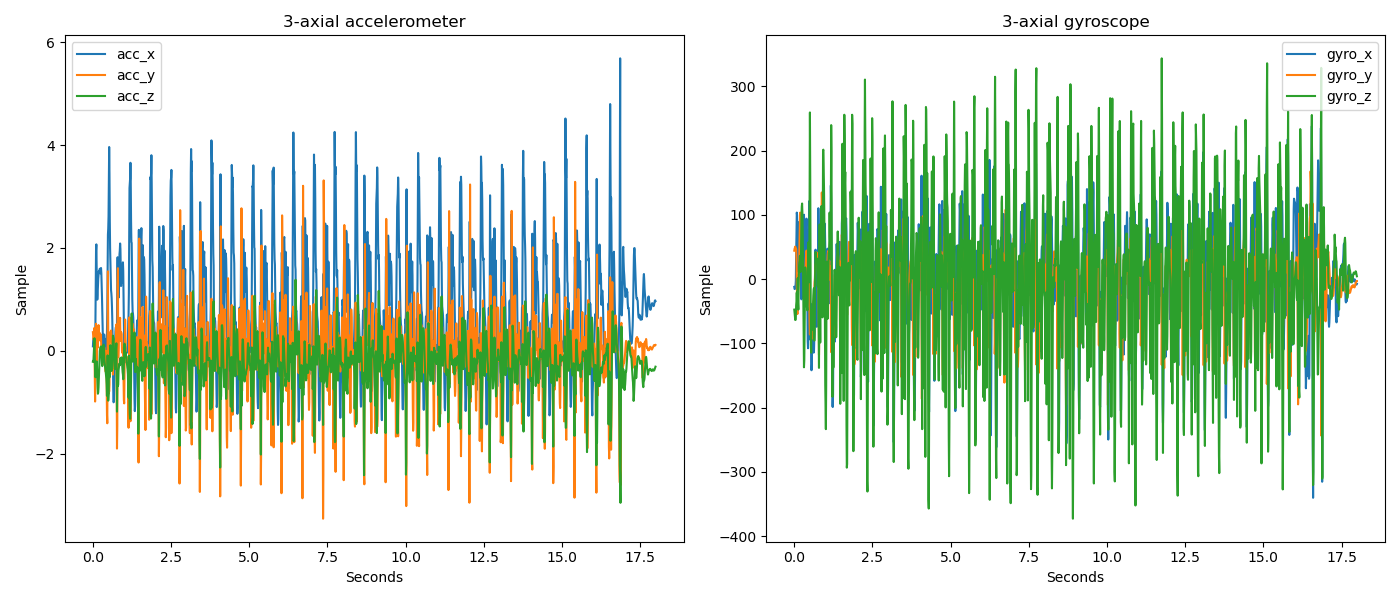 3-axial accelerometer
acc_x
acc_y
acc_z
6
4
2
0
−2
Sample
0.0 2.5 5.0 7.5 10.0 12.5 15.0 17.5
Seconds
3-axial gyroscope
gyro_x
gyro_y
gyro_z
300
200
100
0
−100
−200
−300
−400
Sample
0.0 2.5 5.0 7.5 10.0 12.5 15.0 17.5
Seconds